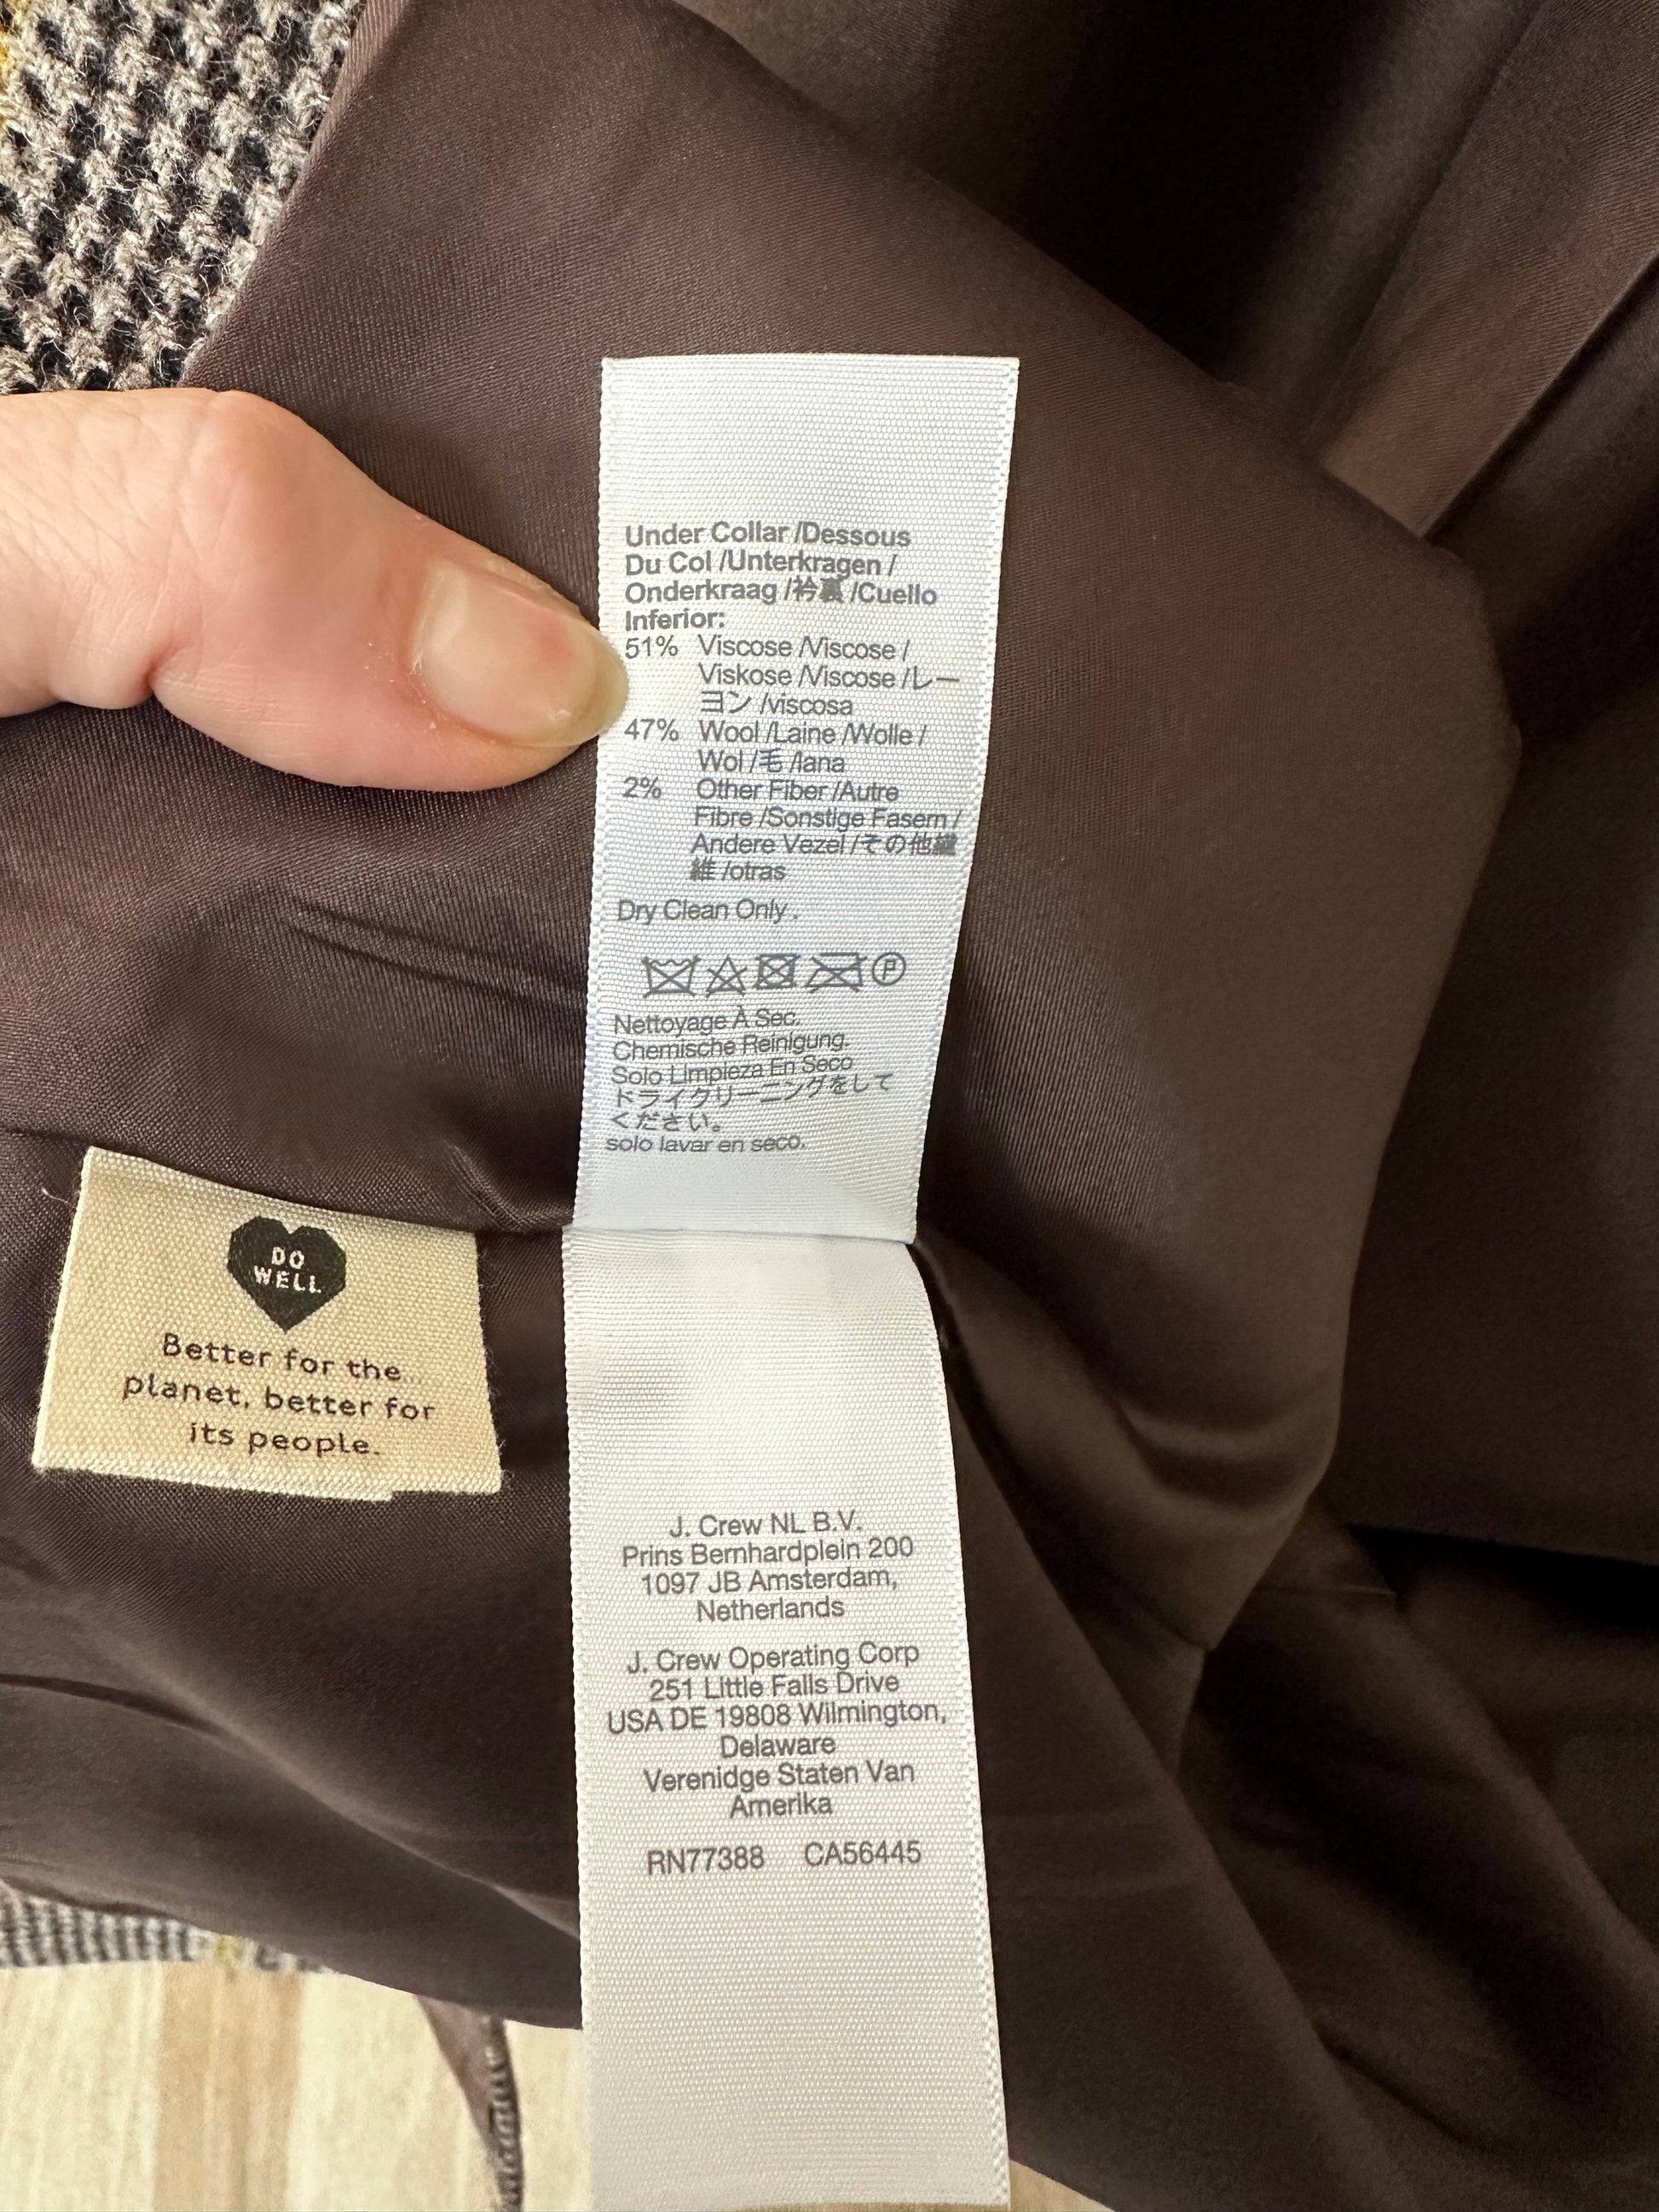 Under Collar /Dessous
Du Col /Unterkragen /
Onderkraag /衿裏 /Cuello
Inferior:
51% Viscose /Viscose /
Viskose /Viscose /レー
ヨン /viscosa
47% Wool /Laine /Wolle /
Wol /毛 /lana
2% Other Fiber /Autre
Fibre /Sonstige Fasern /
Andere Vezel /その他繊
維 /otras
Dry Clean Only .
P
Nettoyage À Sec.
Chemische Reinigung.
Solo Limpieza En Seco
ドライクリーニングをして
ください。
solo lavar en seco.
DO
WELL
Better for the
planet, better for
its people.
J. Crew NL B.V.
Prins Bernhardplein 200
1097 JB Amsterdam,
Netherlands
J. Crew Operating Corp
251 Little Falls Drive
USA DE 19808 Wilmington,
Delaware
Verenidge Staten Van
Amerika
RN77388 CA56445